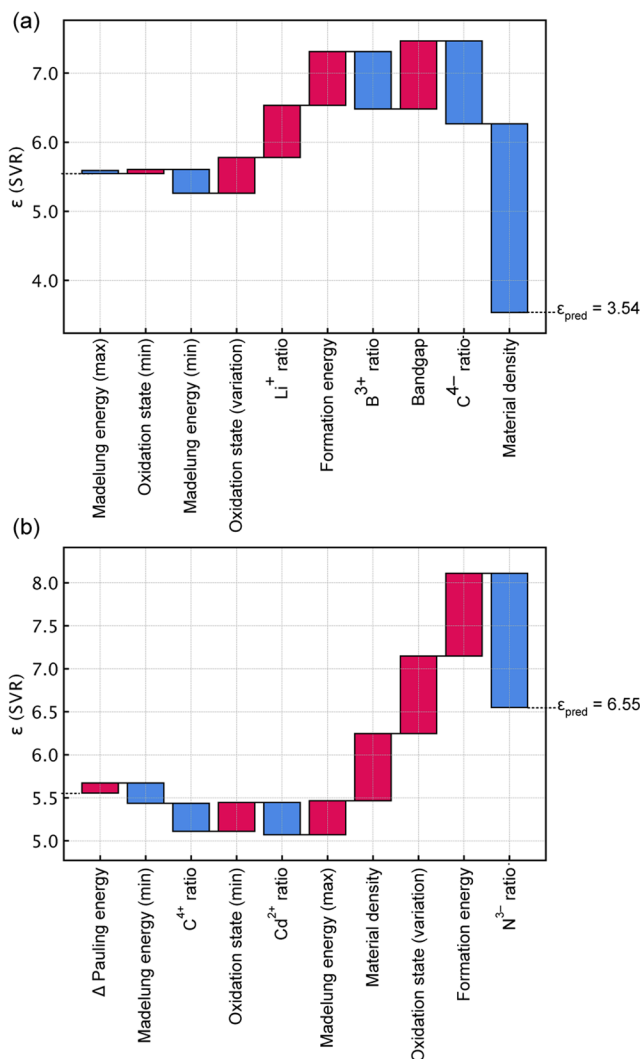 (a)
ε (SVR)
7.0
6.0
5.0
4.0
εpred = 3.54
Madelung energy (max)
Oxidation state (min)
Madelung energy (min)
Oxidation state (variation)
Li+ ratio
Formation energy
B3+ ratio
Bandgap
C4– ratio
Material density
(b)
ε (SVR)
8.0
7.5
7.0
6.5
6.0
5.5
5.0
εpred = 6.55
Δ Pauling energy
Madelung energy (min)
C4+ ratio
Oxidation state (min)
Cd2+ ratio
Madelung energy (max)
Material density
Oxidation state (variation)
Formation energy
N3– ratio